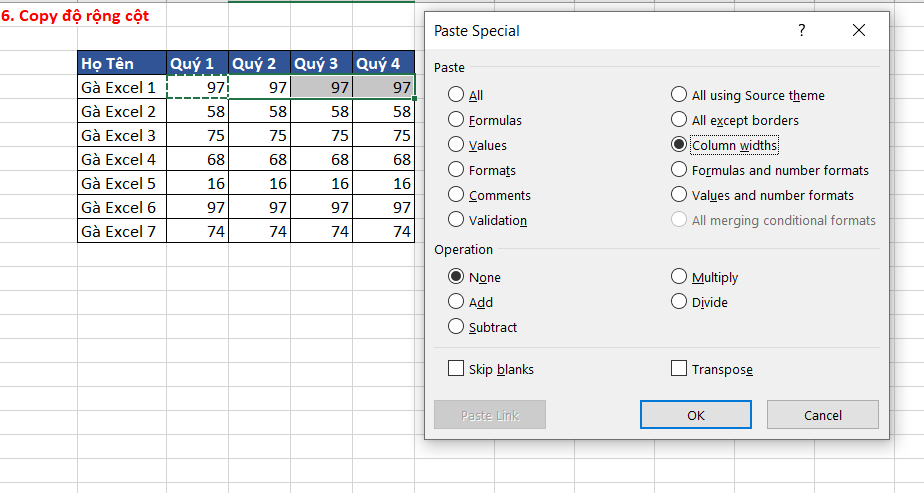 6. Copy độ rộng cột
Họ Tên Quý 1 Quý 2 Quý 3 Quý 4
Gà Excel 1 97 97 97 97
Gà Excel 2 58 58 58 58
Gà Excel 3 75 75 75 75
Gà Excel 4 68 68 68 68
Gà Excel 5 16 16 16 16
Gà Excel 6 97 97 97 97
Gà Excel 7 74 74 74 74
Paste Special ?
Paste
All
Formulas
Values
Formats
Comments
Validation
All using Source theme
All except borders
Column widths
Formulas and number formats
Values and number formats
All merging conditional formats
Operation
None
Add
Subtract
Multiply
Divide
Skip blanks
Transpose
Paste Link
OK
Cancel